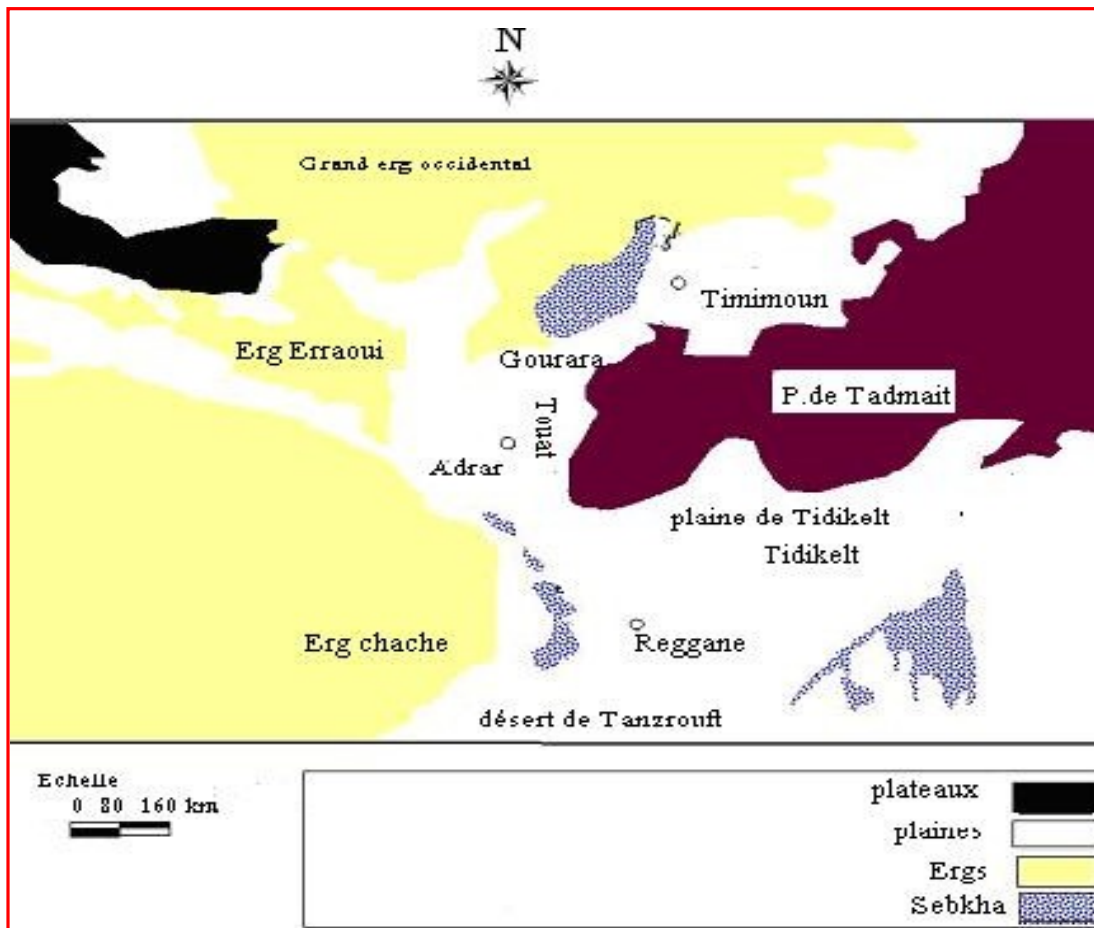 N
Grand erg occidental
Timimoun
Erg Erraoui
Gourara
P.de Tadmait
Touat
Adrar
plaine de Tidikelt
Tidikelt
Erg chache
Reggane
désert de Tanzrouft
Echelle
0 80 160 km
plateaux
plaines
Ergs
Sebkha